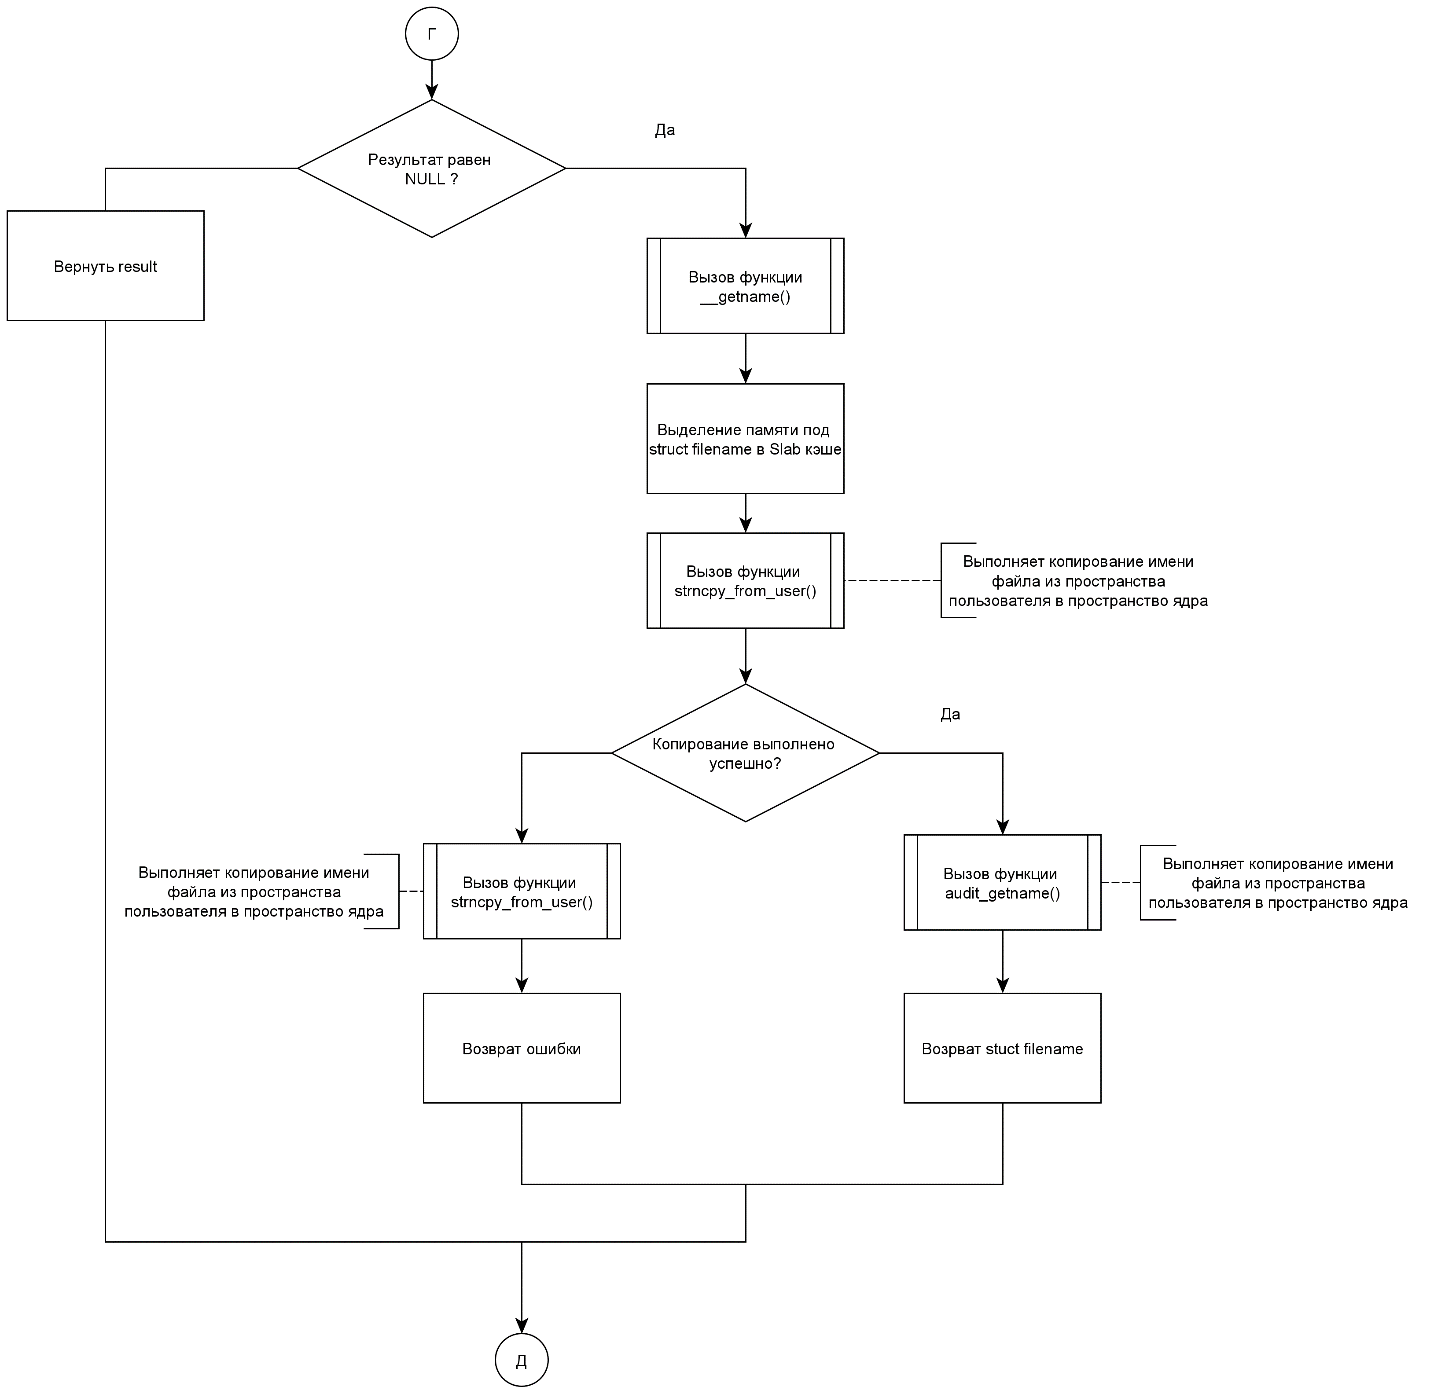 Г
Да
Результат равен
NULL ?
Вернуть result
Вызов функции
__getname()
Выделение памяти под
struct filename в Slab кэше
Вызов функции
strncpy_from_user()
Выполняет копирование имени
файла из пространства
пользователя в пространство ядра
Да
Копирование выполнено
успешно?
Выполняет копирование имени
файла из пространства
пользователя в пространство ядра
Вызов функции
strncpy_from_user()
Вызов функции
audit_getname()
Выполняет копирование имени
файла из пространства
пользователя в пространство ядра
Возврат ошибки
Возрват stuct filename
Д